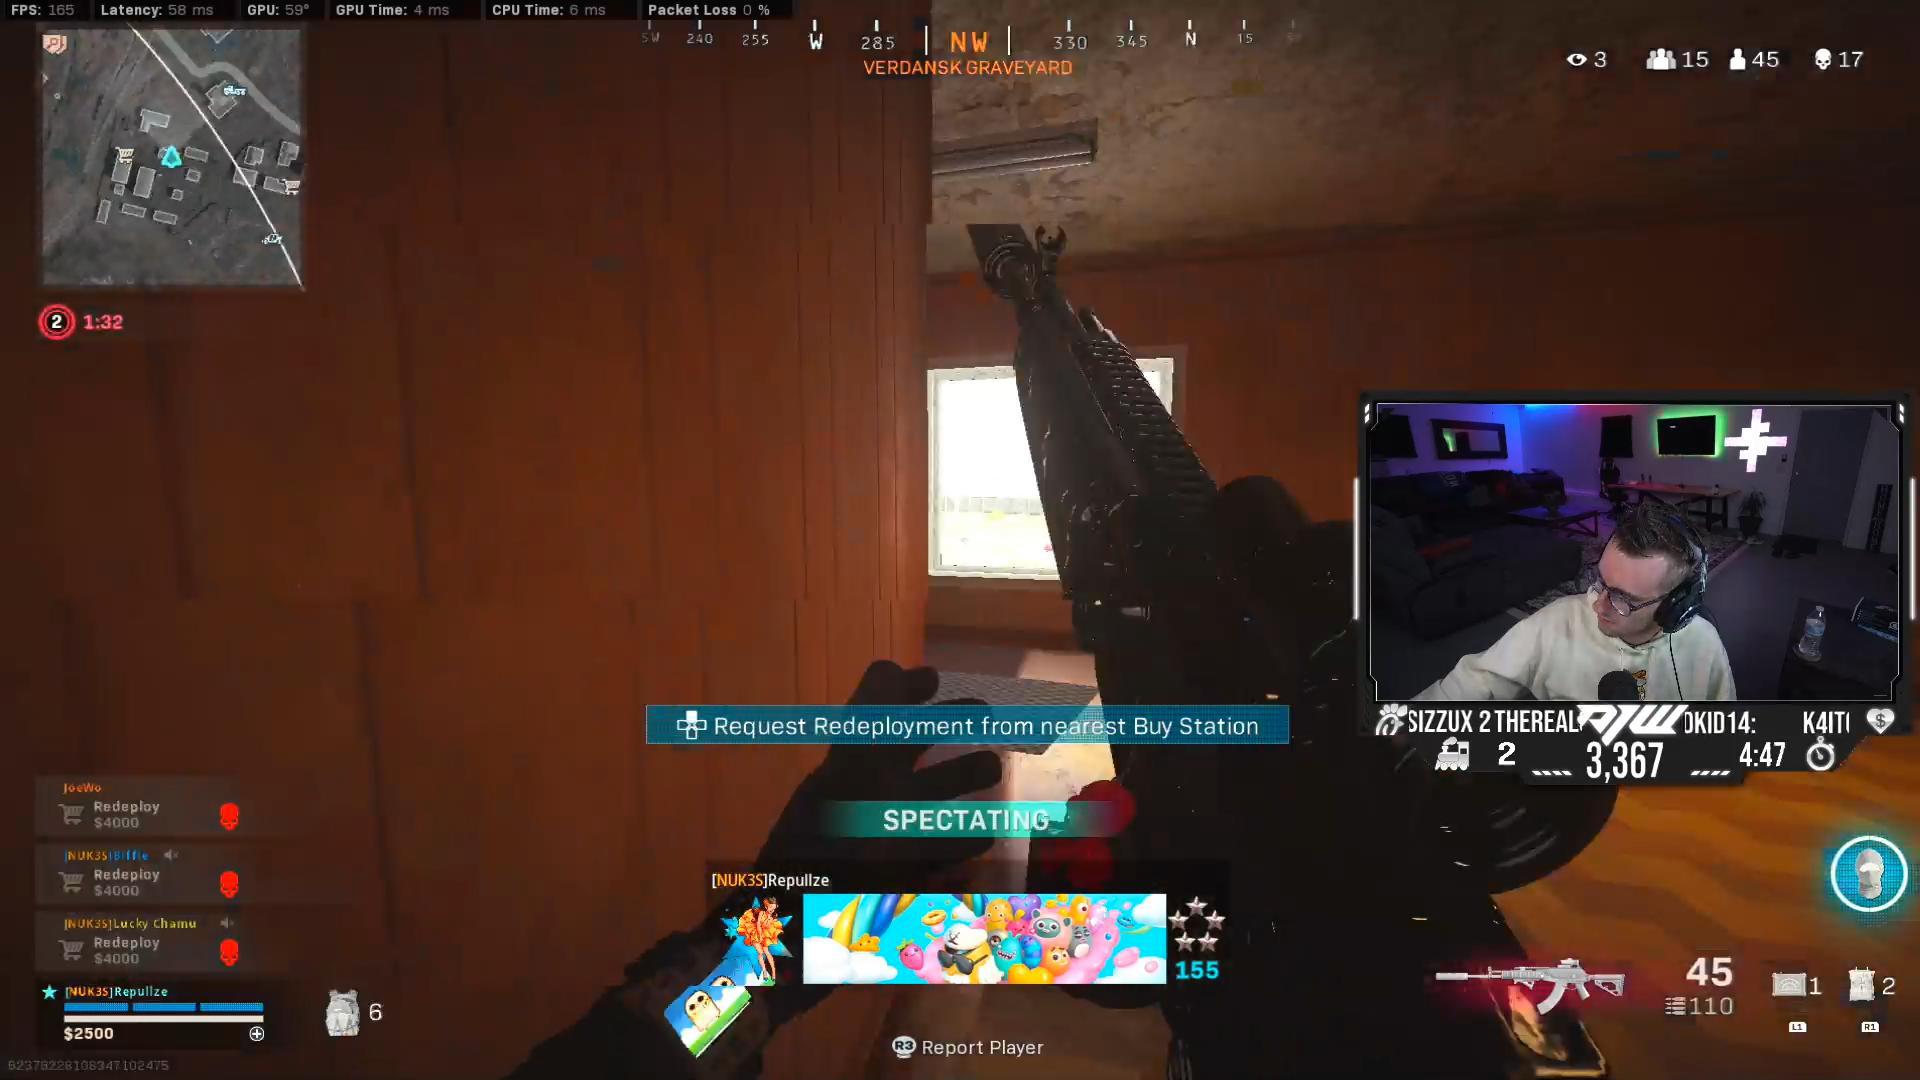 FPS: 165 Latency: 58 ms GPU: 59° GPU Time: 4 ms CPU Time: 6 ms Packet Loss 0 %
SW 240 255 W 285 NW 330 345 N 15
VERDANSK GRAVEYARD
3 15 45 17
2 1:32
Request Redeployment from nearest Buy Station
SPECTATING
[NUK3S]Repullze
155
R3 Report Player
JoeWo
Redeploy
$4000
[NUK3S]Biffle
Redeploy
$4000
[NUK3S]Lucky Chamu
Redeploy
$4000
[NUK3S]Repullze
$2500
6
SIZZUX 2 THEREAL
DKID14: K4IT
2 3,367 4:47
45
110
1 2
L1 R1